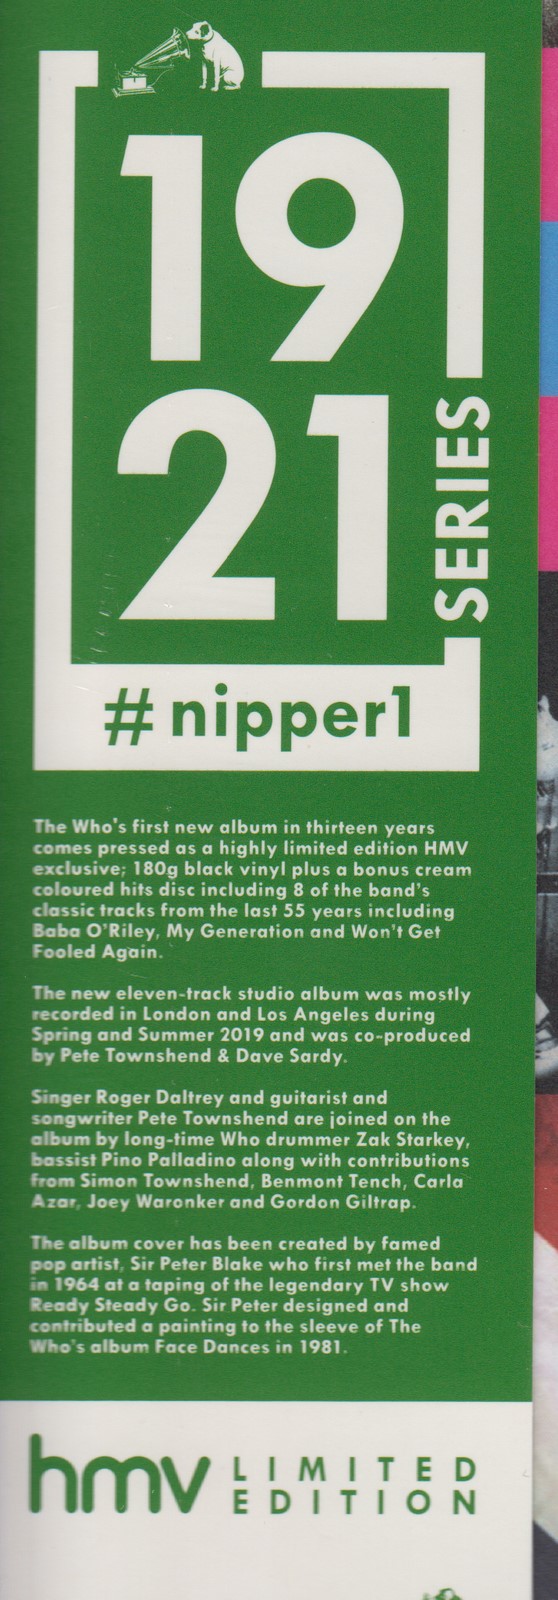 19
21
SERIES
#nipper1
The Who's first new album in thirteen years
comes pressed as a highly limited edition HMV
exclusive; 180g black vinyl plus a bonus cream
coloured hits disc including 8 of the band's
classic tracks from the last 55 years including
Baba O'Riley, My Generation and Won't Get
Fooled Again.
The new eleven-track studio album was mostly
recorded in London and Los Angeles during
Spring and Summer 2019 and was co-produced
by Pete Townshend & Dave Sardy.
Singer Roger Daltrey and guitarist and
songwriter Pete Townshend are joined on the
album by long-time Who drummer Zak Starkey,
bassist Pino Palladino along with contributions
from Simon Townshend, Benmont Tench, Carla
Azar, Joey Waronker and Gordon Giltrap.
The album cover has been created by famed
pop artist, Sir Peter Blake who first met the band
in 1964 at a taping of the legendary TV show
Ready Steady Go. Sir Peter designed and
contributed a painting to the sleeve of The
Who's album Face Dances in 1981.
hmv LIMITED
EDITION